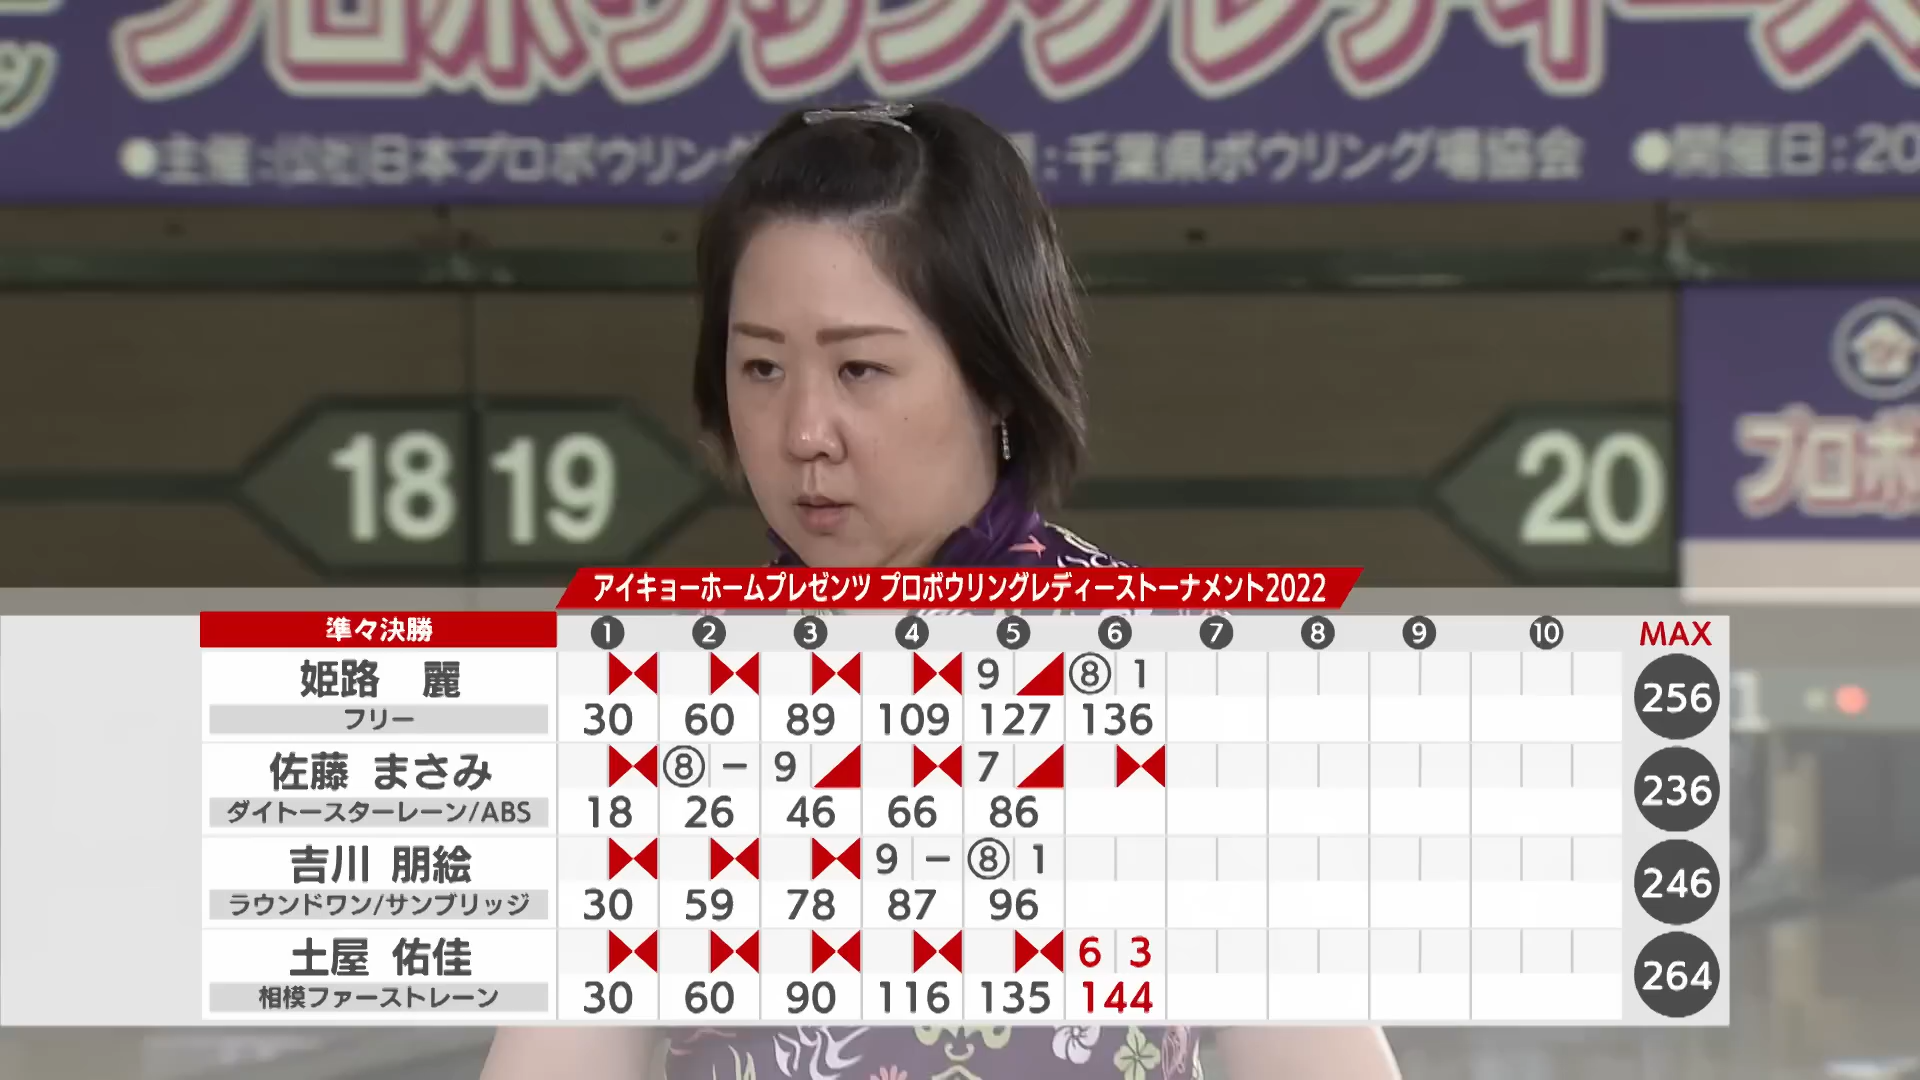 プロボウリングレディース
●主催:(公社)日本プロボウリング
:千葉県ボウリング場協会
●開催日:20
18 19
20
プロボ
アイキョーホームプレゼンツ プロボウリングレディーストーナメント2022
準々決勝 1 2 3 4 5 6 7 8 9 10 MAX
姫路 麗 9 ⑧ 1
フリー 30 60 89 109 127 136 256
佐藤 まさみ ⑧ - 9 7
ダイトースターレーン/ABS 18 26 46 66 86 236
吉川 朋絵 9 - ⑧ 1
ラウンドワン/サンブリッジ 30 59 78 87 96 246
土屋 佑佳 6 3
相模ファーストレーン 30 60 90 116 135 144 264